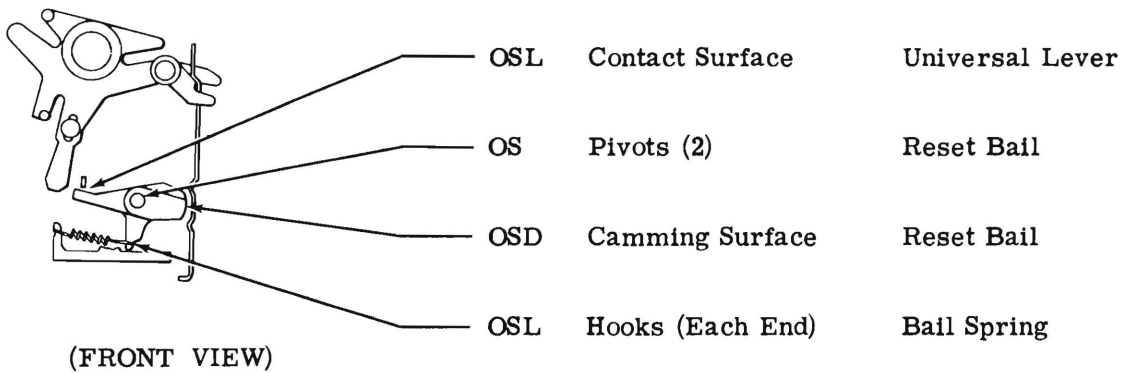 OSL Contact Surface Universal Lever
OS Pivots (2) Reset Bail
OSD Camming Surface Reset Bail
OSL Hooks (Each End) Bail Spring
(FRONT VIEW)